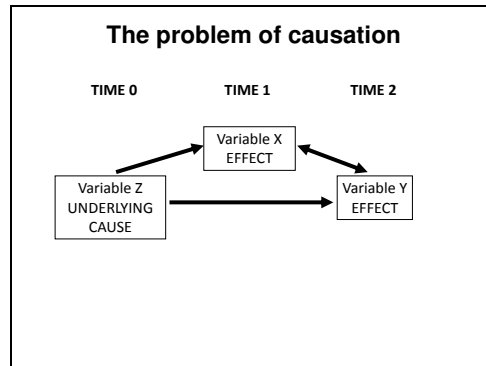 The problem of causation
TIME 0
TIME 1
TIME 2
Variable X
EFFECT
Variable Z
UNDERLYING
CAUSE
Variable Y
EFFECT